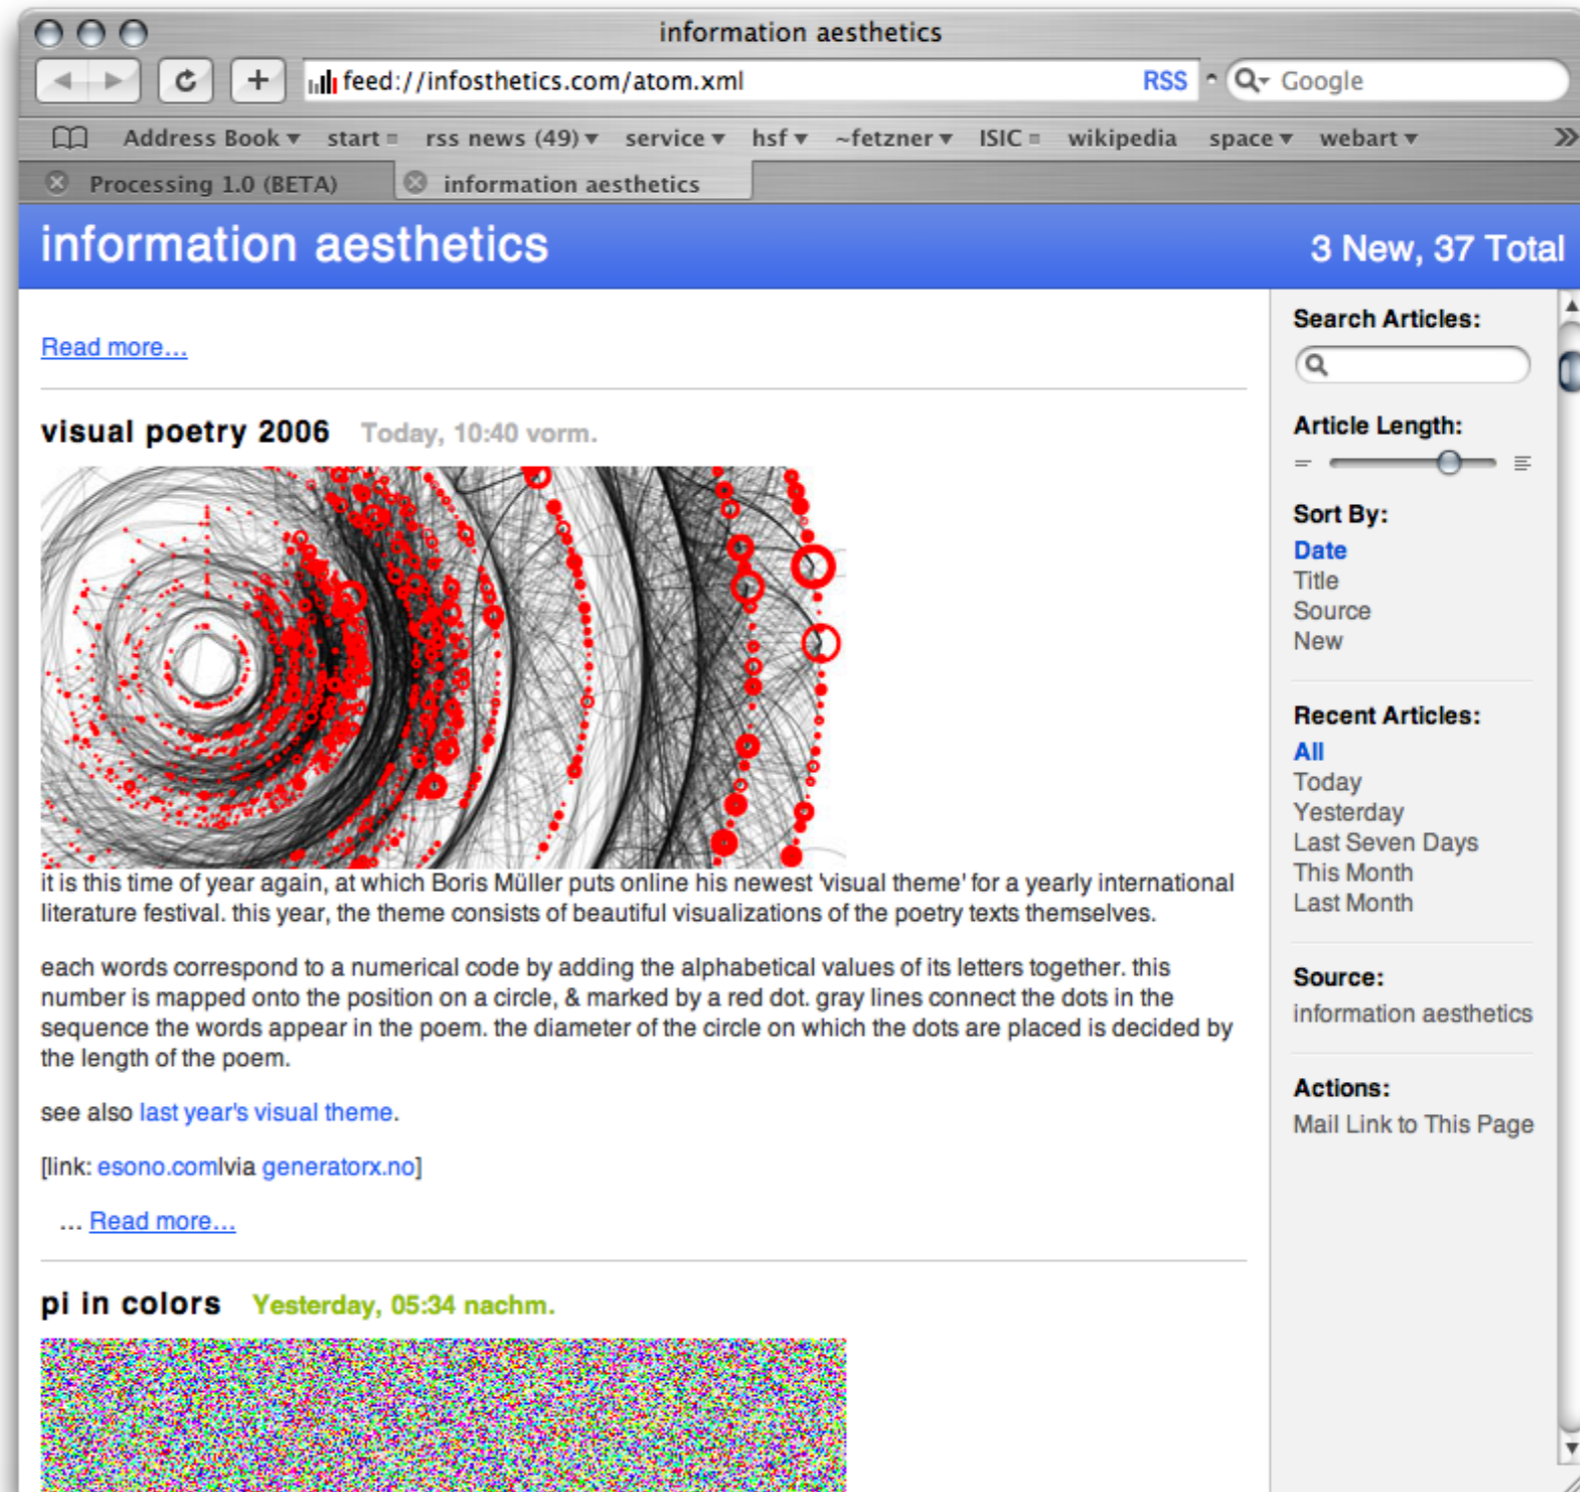 information aesthetics
feed://infosthetics.com/atom.xml RSS Google
Address Book start rss news (49) service hsf ~fetzner ISIC wikipedia space webart
Processing 1.0 (BETA) information aesthetics
information aesthetics 3 New, 37 Total
Read more...
visual poetry 2006 Today, 10:40 vorm.
it is this time of year again, at which Boris Müller puts online his newest 'visual theme' for a yearly international
literature festival. this year, the theme consists of beautiful visualizations of the poetry texts themselves.
each words correspond to a numerical code by adding the alphabetical values of its letters together. this
number is mapped onto the position on a circle, & marked by a red dot. gray lines connect the dots in the
sequence the words appear in the poem. the diameter of the circle on which the dots are placed is decided by
the length of the poem.
see also last year's visual theme.
[link: esono.com|via generatorx.no]
... Read more...
pi in colors Yesterday, 05:34 nachm.
Search Articles:
Article Length:
Sort By:
Date
Title
Source
New
Recent Articles:
All
Today
Yesterday
Last Seven Days
This Month
Last Month
Source:
information aesthetics
Actions:
Mail Link to This Page